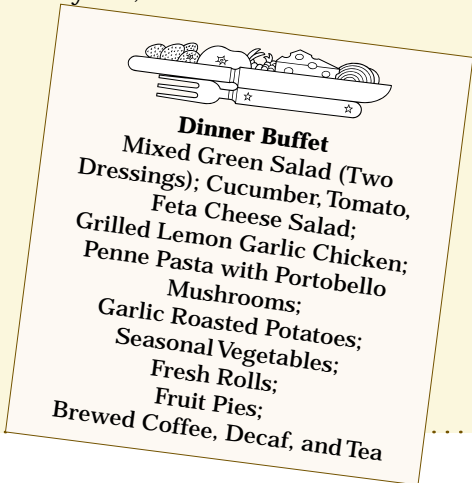 Dinner Buffet
Mixed Green Salad (Two
Dressings); Cucumber, Tomato,
Feta Cheese Salad;
Grilled Lemon Garlic Chicken;
Penne Pasta with Portobello
Mushrooms;
Garlic Roasted Potatoes;
Seasonal Vegetables;
Fresh Rolls;
Fruit Pies;
Brewed Coffee, Decaf, and Tea